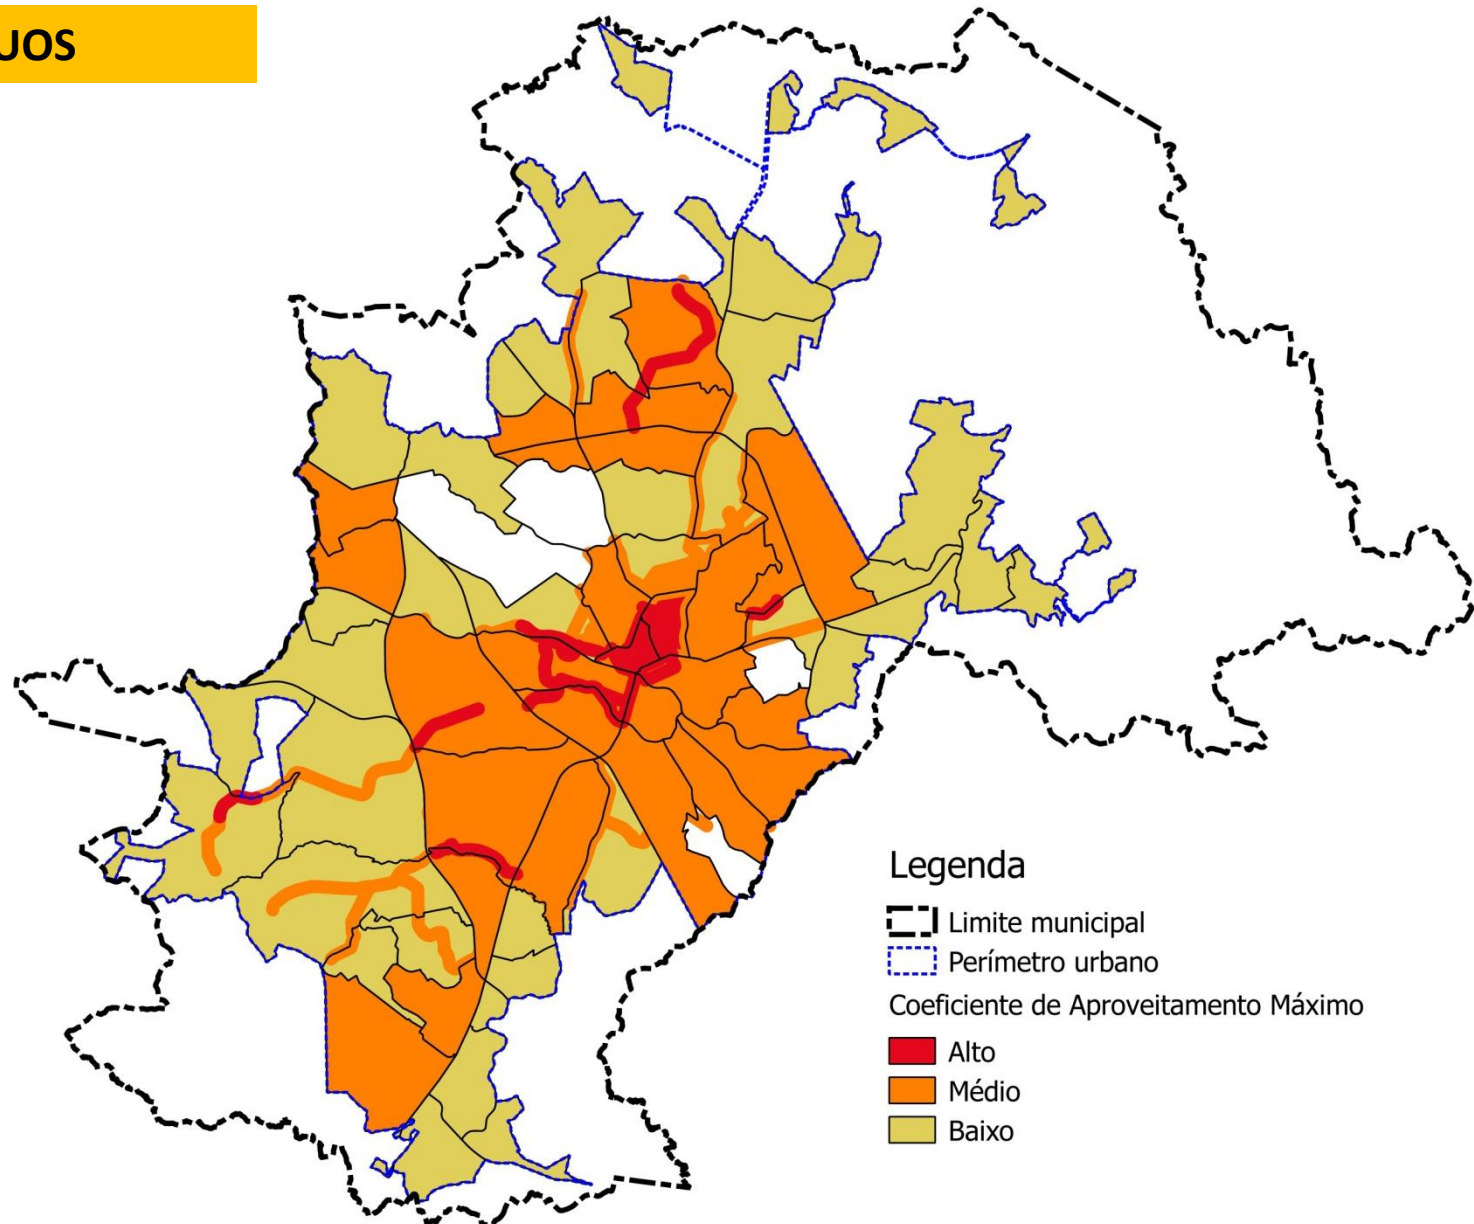 UOS
Legenda
Limite municipal
Perímetro urbano
Coeficiente de Aproveitamento Máximo
Alto
Médio
Baixo